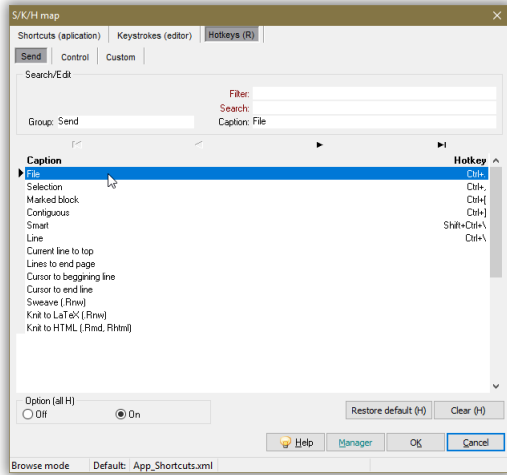 S/K/H map
Shortcuts (aplication) Keystrokes (editor) Hotkeys (R)
Send Control Custom
Search/Edit
Filter:
Search:
Group: Send Caption: File
Caption Hotkey
File Ctrl+.
Selection Ctrl+,
Marked block Ctrl+[
Contiguous Ctrl+]
Smart Shift+Ctrl+\
Line Ctrl+\
Current line to top
Lines to end page
Cursor to beggining line
Cursor to end line
Sweave (.Rnw)
Knit to LaTeX (.Rnw)
Knit to HTML (.Rmd, Rhtml)
Option (all H)
Off On Restore default (H) Clear (H)
Help Manager OK Cancel
Browse mode Default: App_Shortcuts.xml